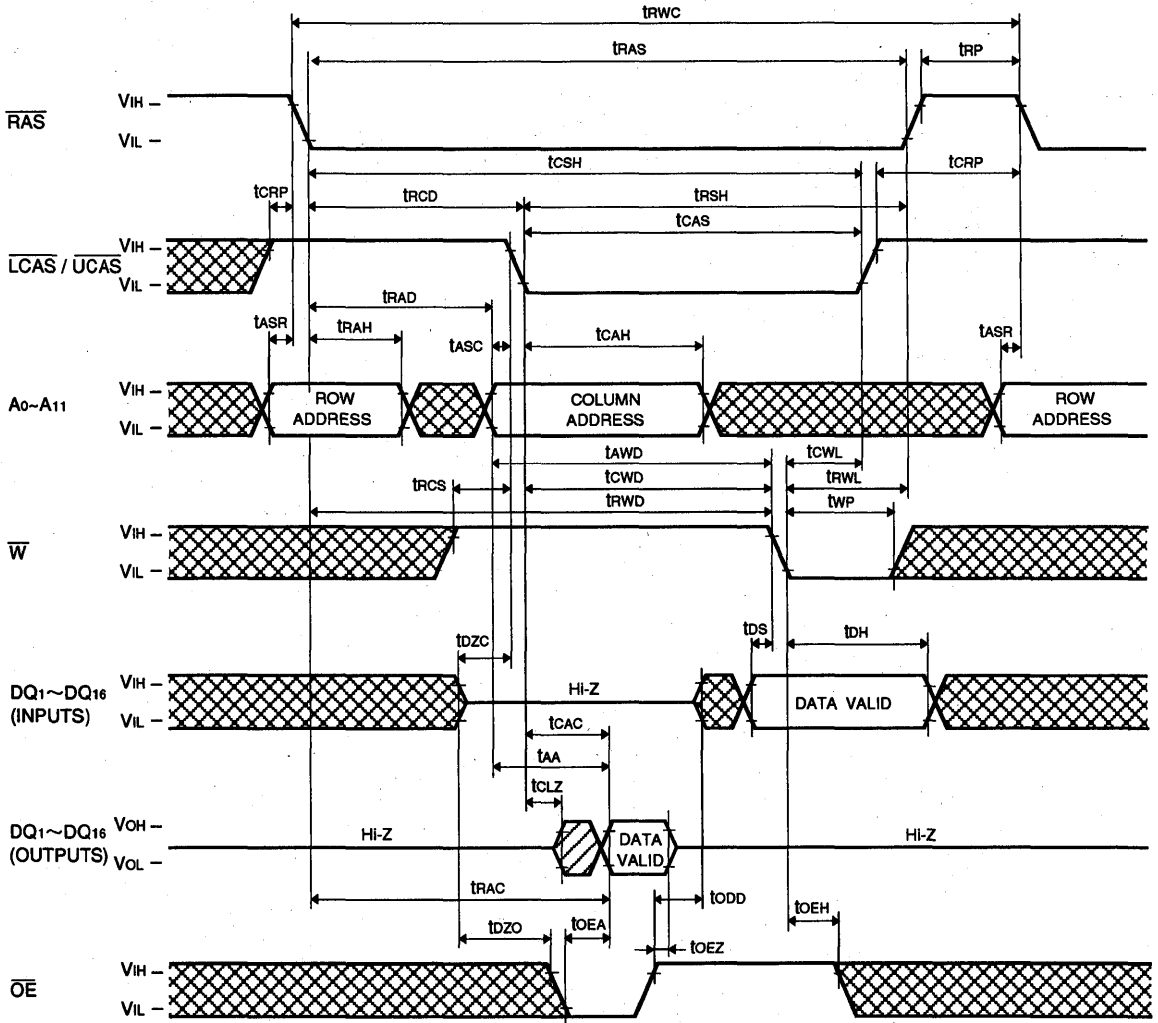 tRWC
tRAS
tRP
RAS
VIH
VIL
tCSH
tCRP
tCRP
tRCD
tRSH
tCAS
LCAS / UCAS
VIH
VIL
tRAD
tASR
tRAH
tASC
tCAH
tASR
A0~A11
VIH
VIL
ROW
ADDRESS
COLUMN
ADDRESS
ROW
ADDRESS
tAWD
tCWL
tRCS
tCWD
tRWL
tRWD
tWP
W
VIH
VIL
tDZC
tDS
tDH
DQ1~DQ16
(INPUTS)
VIH
VIL
Hi-Z
DATA VALID
tCAC
tAA
tCLZ
DQ1~DQ16
(OUTPUTS)
VOH
VOL
Hi-Z
DATA
VALID
Hi-Z
tRAC
tODD
tOEH
tDZO
tOEA
tOEZ
OE
VIH
VIL